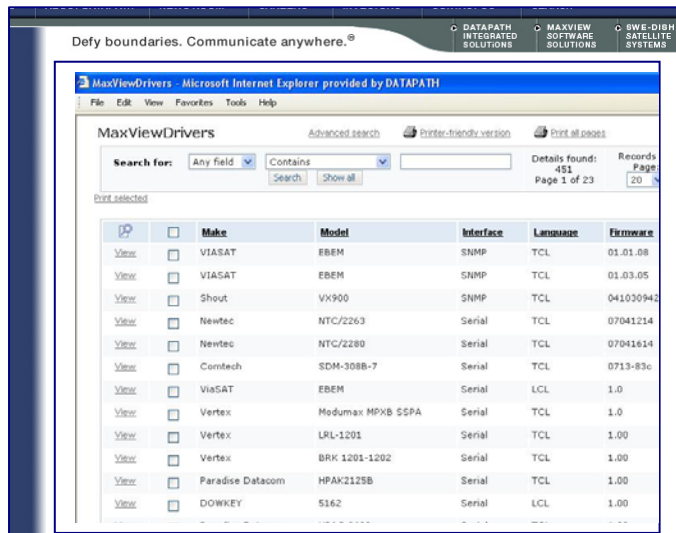 DATAPATH INTEGRATED SOLUTIONS
MAXVIEW SOFTWARE SOLUTIONS
SWE-DISH SATELLITE SYSTEMS
Defy boundaries. Communicate anywhere.®
MaxViewDrivers - Microsoft Internet Explorer provided by DATAPATH
File Edit View Favorites Tools Help
MaxViewDrivers Advanced search Printer-friendly version Print all pages
Search for: Any field Contains Details found: 451 Page 1 of 23 Records Page: 20
Search Show all
Print selected
Make Model Interface Language Firmware
View VIASAT EBEM SNMP TCL 01.01.08
View VIASAT EBEM SNMP TCL 01.03.05
View Shout VX900 SNMP TCL 041030942
View Newtec NTC/2263 Serial TCL 07041214
View Newtec NTC/2280 Serial TCL 07041614
View Comtech SDM-308B-7 Serial TCL 0713-83c
View ViaSAT EBEM Serial LCL 1.0
View Vertex Modumax MPXB SSPA Serial TCL 1.0
View Vertex LRL-1201 Serial TCL 1.00
View Vertex BRK 1201-1202 Serial TCL 1.00
View Paradise Datacom HPAK2125B Serial TCL 1.00
View DOWKEY 5162 Serial LCL 1.00